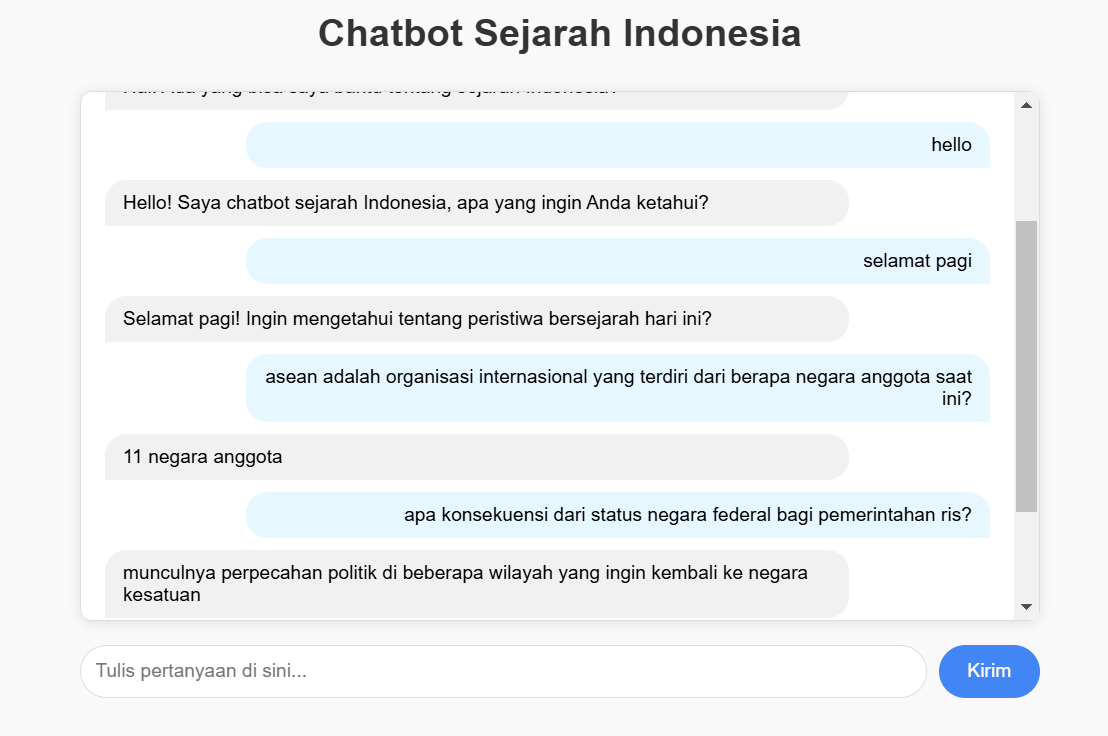 Chatbot Sejarah Indonesia
hello
Hello! Saya chatbot sejarah Indonesia, apa yang ingin Anda ketahui?
selamat pagi
Selamat pagi! Ingin mengetahui tentang peristiwa bersejarah hari ini?
asean adalah organisasi internasional yang terdiri dari berapa negara anggota saat
ini?
11 negara anggota
apa konsekuensi dari status negara federal bagi pemerintahan ris?
munculnya perpecahan politik di beberapa wilayah yang ingin kembali ke negara
kesatuan
Tulis pertanyaan di sini...
Kirim